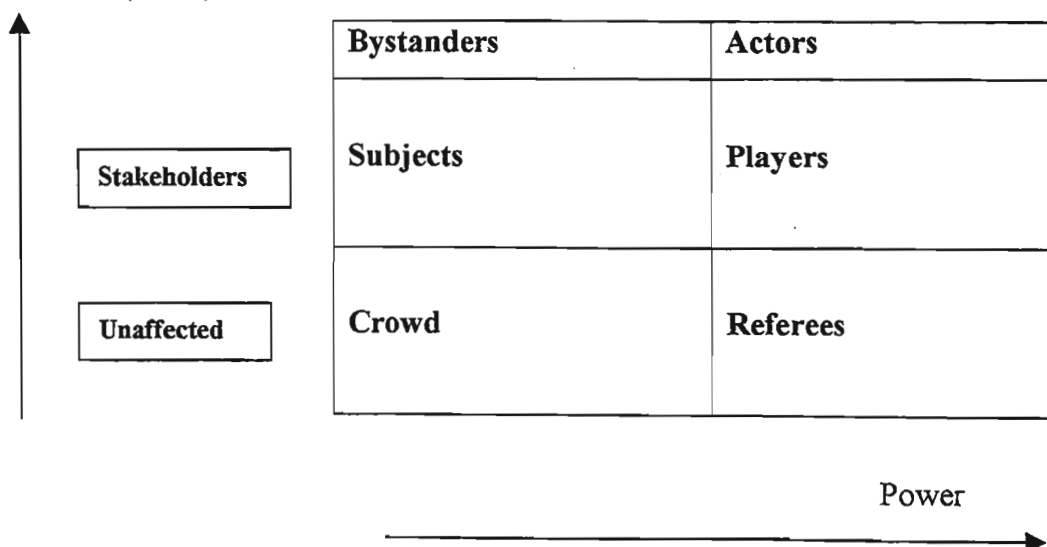 Bystanders Actors
Subjects Players
Stakeholders
Crowd Referees
Unaffected
Power